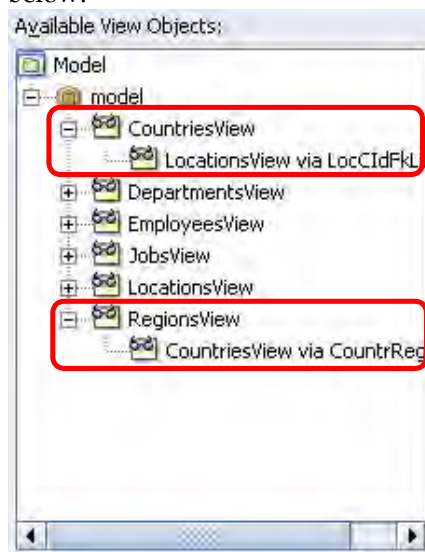 Available View Objects:
Model
model
CountriesView
LocationsView via LocCIdFkL
DepartmentsView
EmployeesView
JobsView
LocationsView
RegionsView
CountriesView via CountrReg